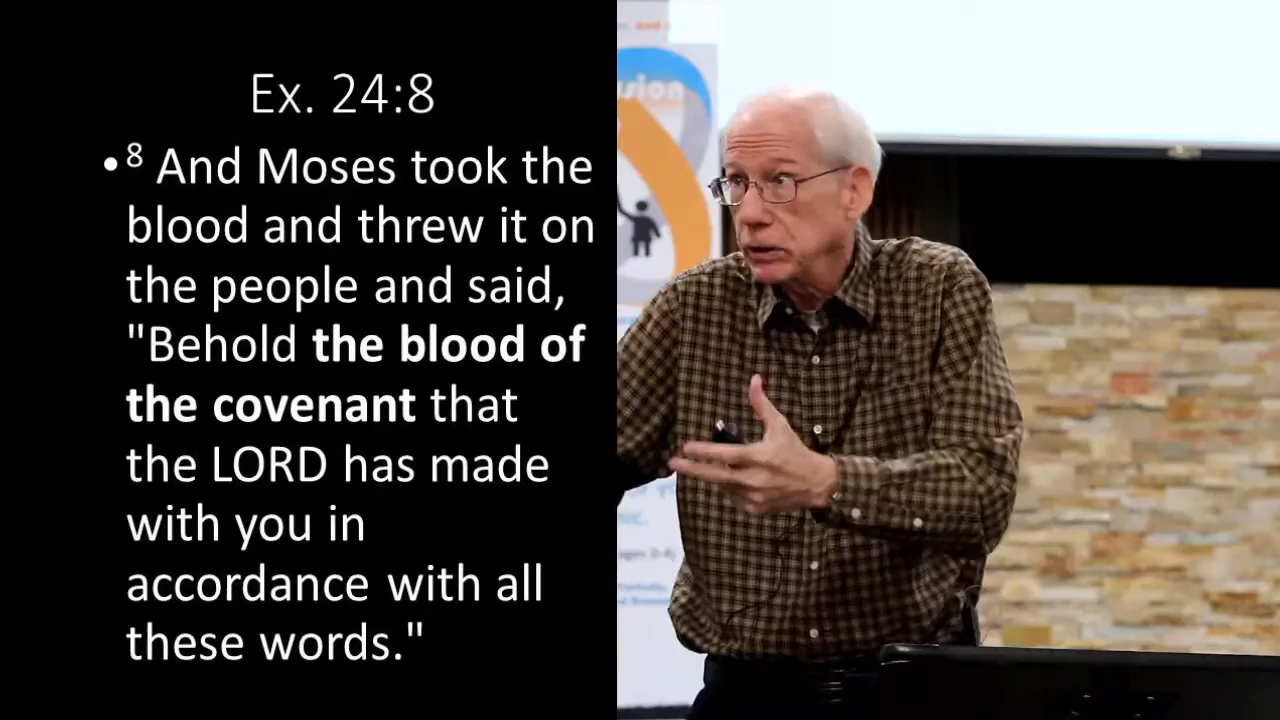 Ex. 24:8
•8 And Moses took the
blood and threw it on
the people and said,
"Behold the blood of
the covenant that
the LORD has made
with you in
accordance with all
these words."